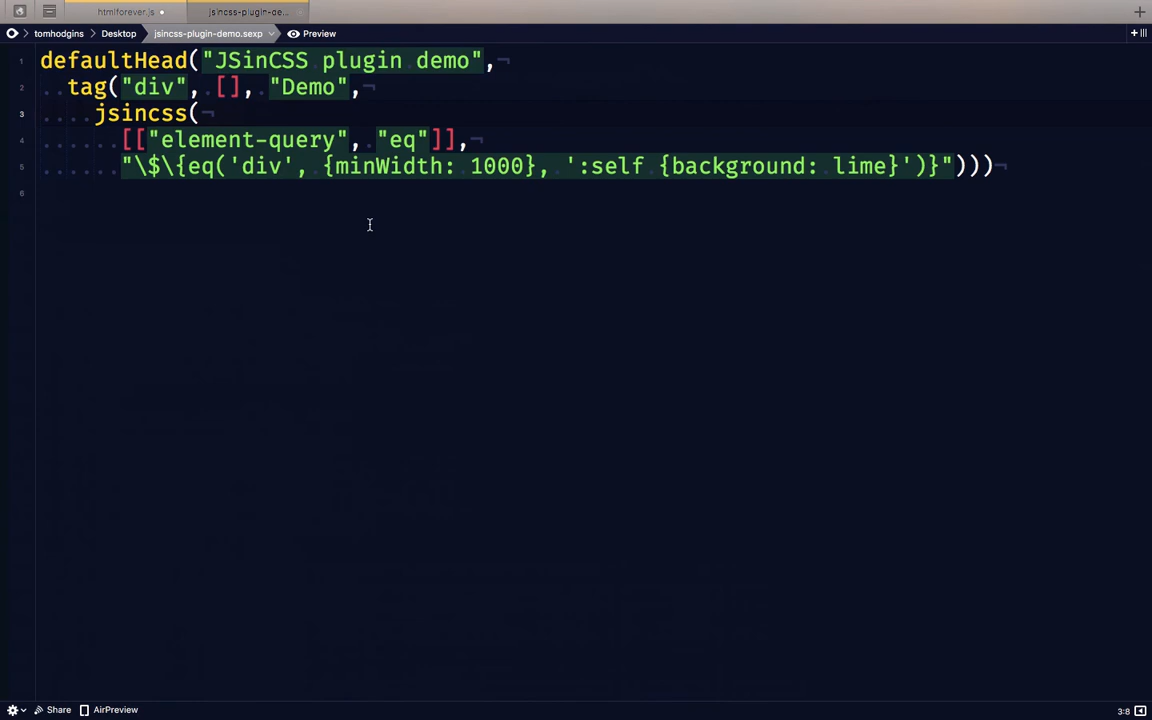 htmlforever.js
jsincss-plugin-de...
tomhodgins Desktop jsincss-plugin-demo.sexp Preview
1 defaultHead("JSinCSS plugin demo",
2 tag("div", [], "Demo",
3 jsincss(
4 [["element-query", "eq"]],
5 "\$\{eq('div', {minWidth: 1000}, ':self {background: lime}')}")))
6
Share AirPreview 3:8